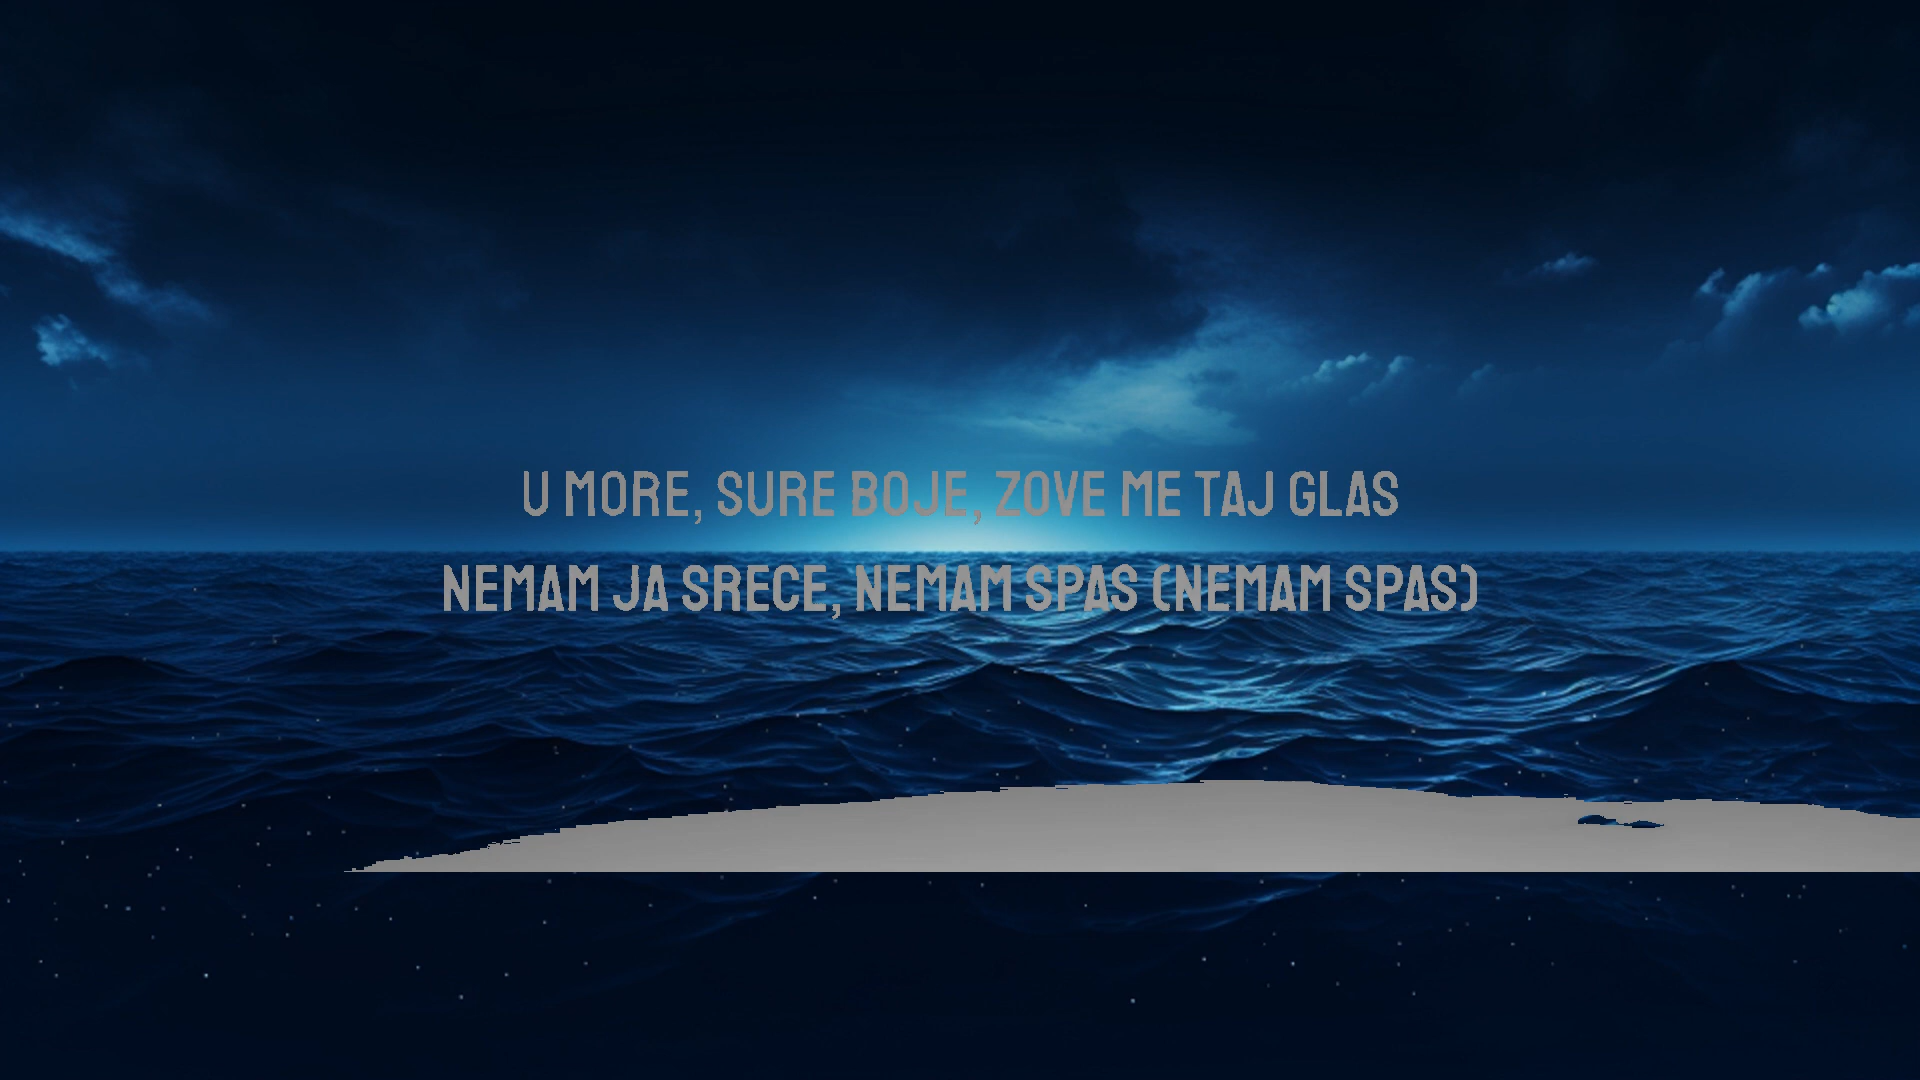 U MORE, SURE BOJE, ZOVE ME TAJ GLAS
NEMAM JA SRECE, NEMAM SPAS (NEMAM SPAS)